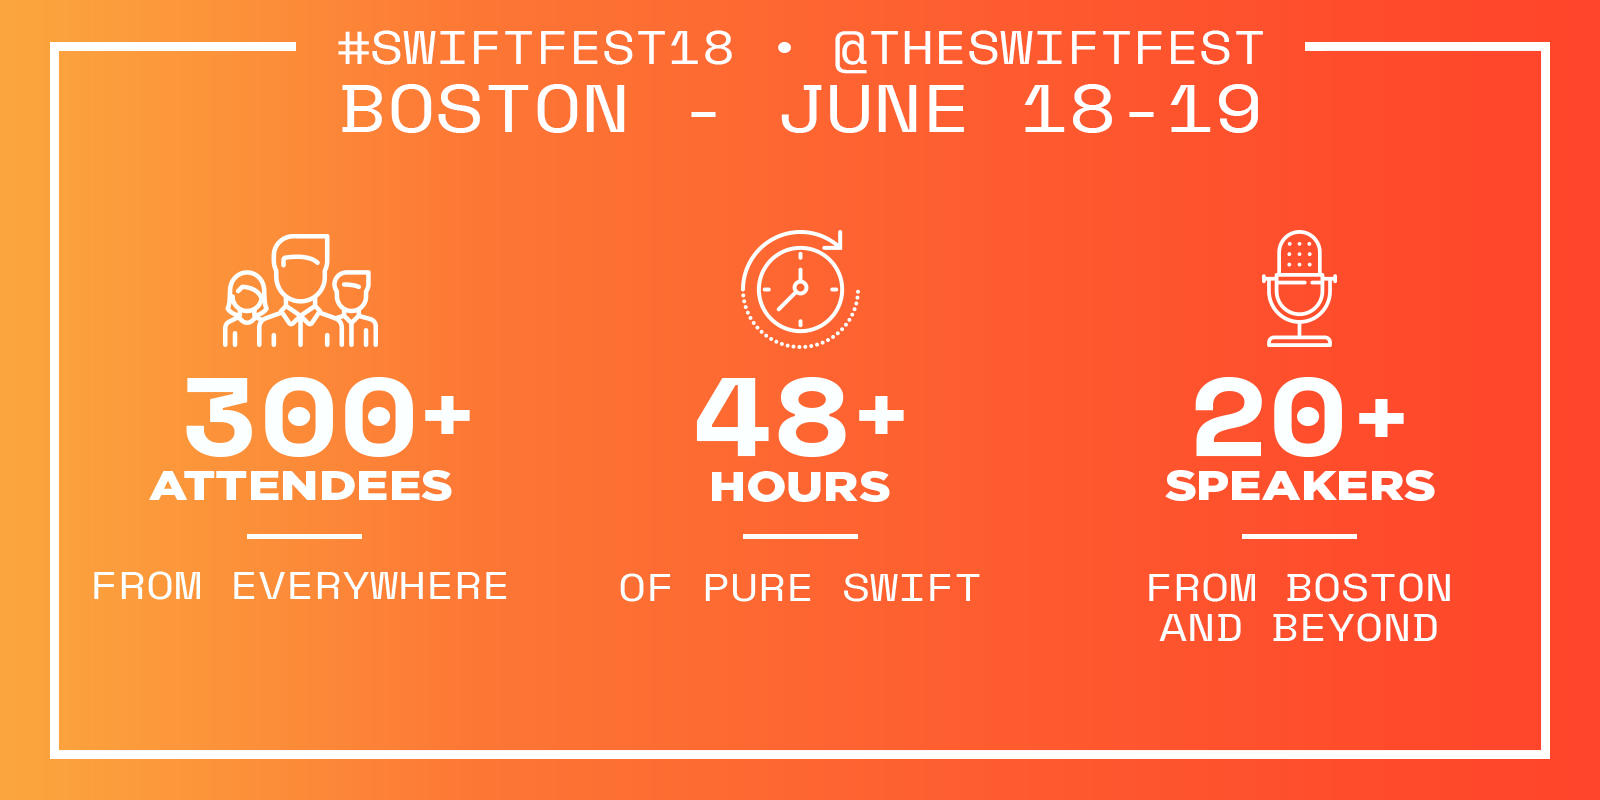 #SWIFTFEST18 • @THESWIFTFEST
BOSTON - JUNE 18-19
300+
ATTENDEES
FROM EVERYWHERE
48+
HOURS
OF PURE SWIFT
20+
SPEAKERS
FROM BOSTON
AND BEYOND